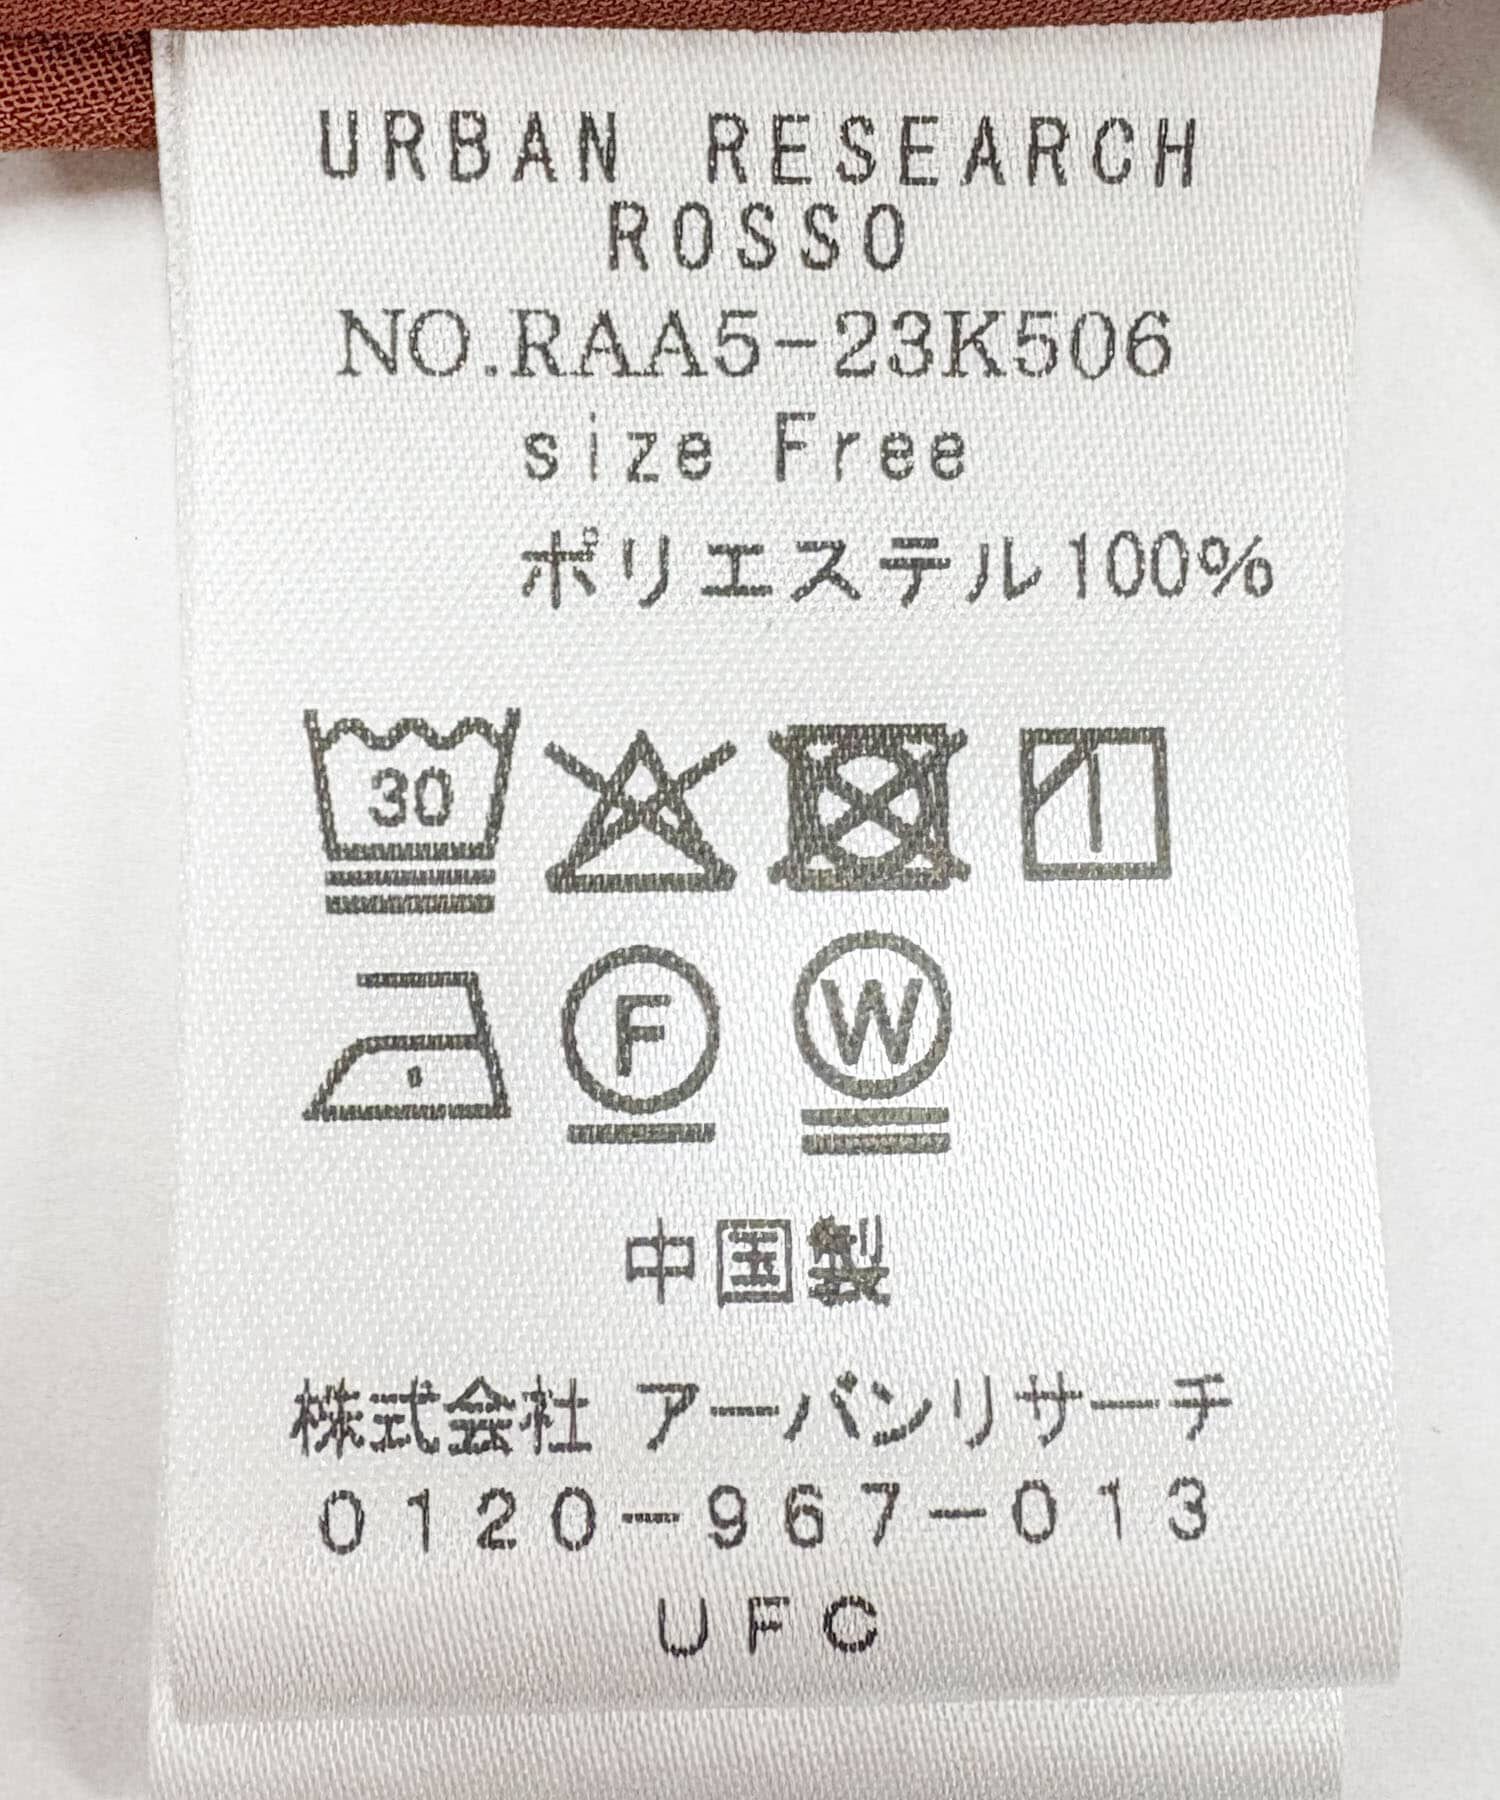 URBAN RESEARCH
ROSSO
NO.RAA5-23K506
size Free
ポリエステル100%
30
F W
中国製
株式会社 アーバンリサーチ
0120-967-013
UFC